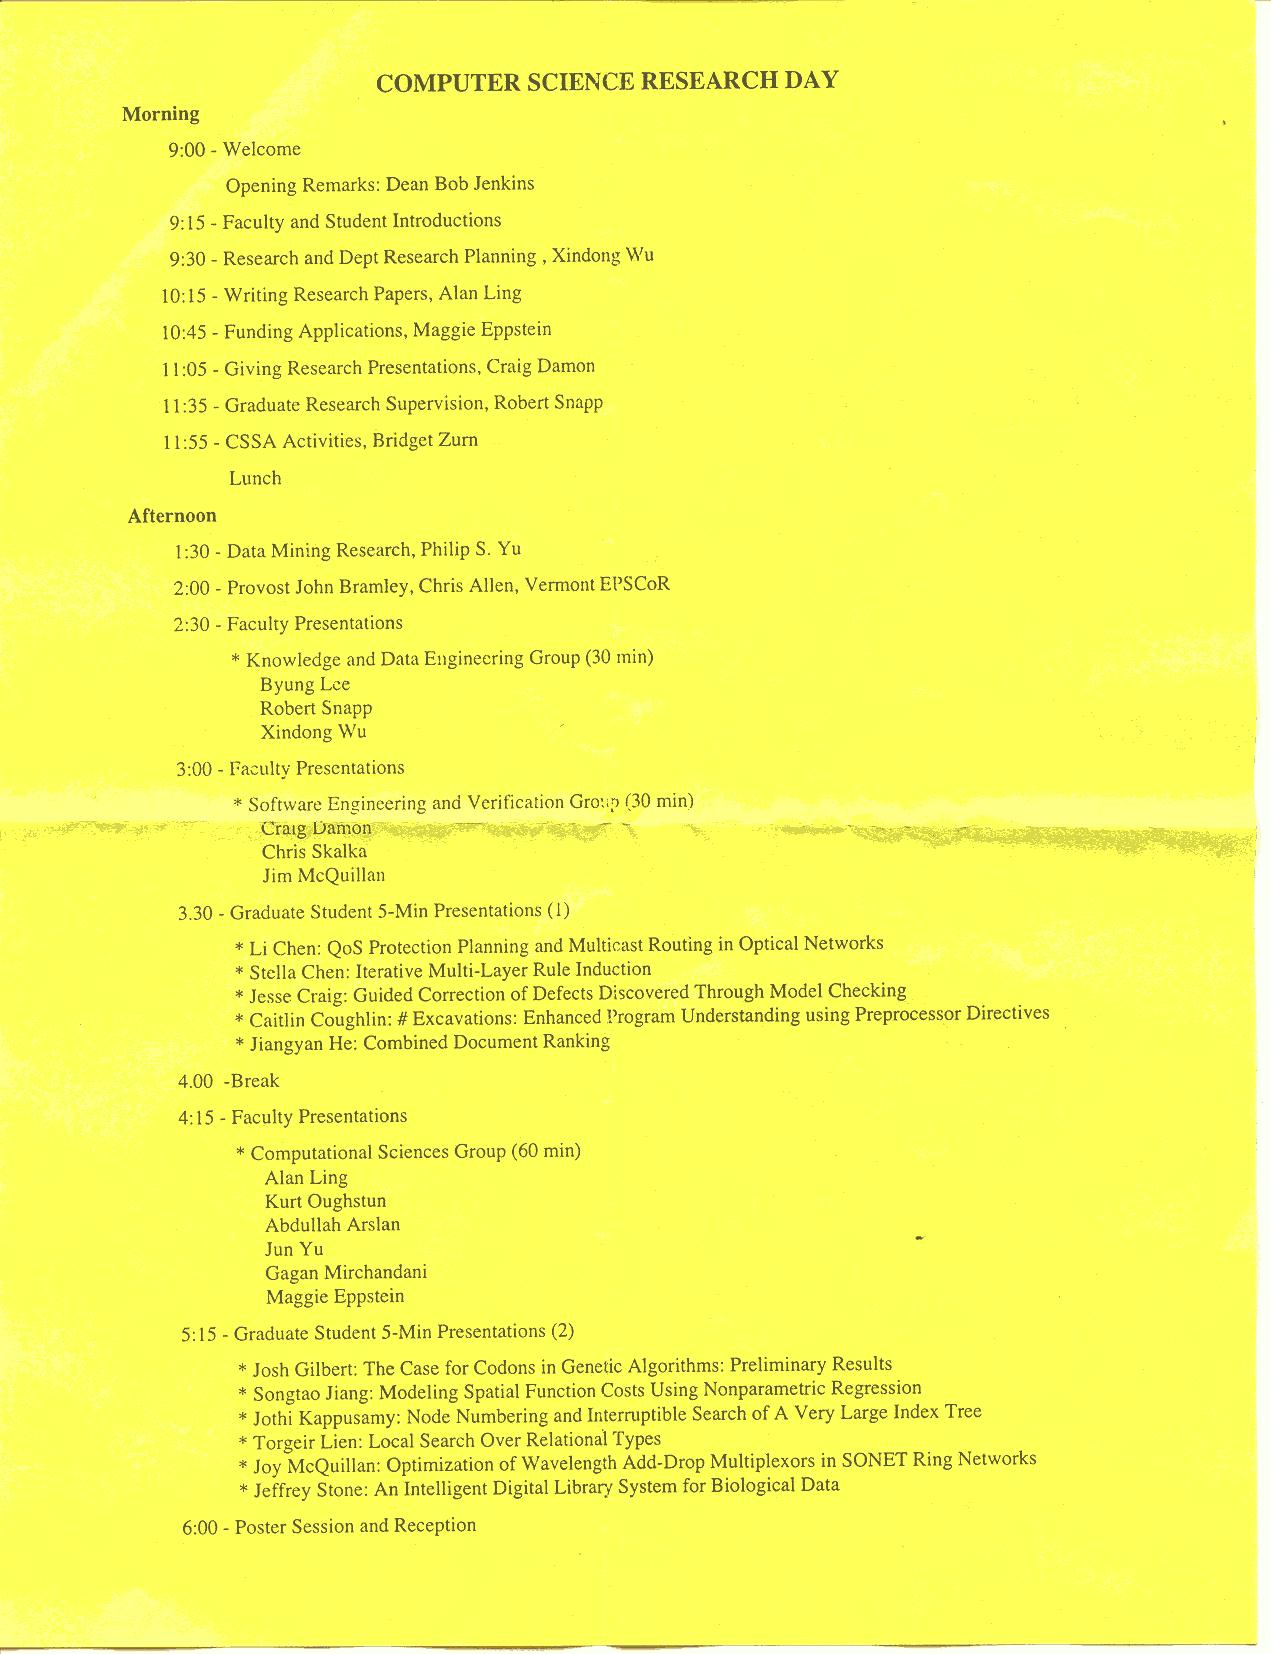 COMPUTER SCIENCE RESEARCH DAY
Morning
9:00 - Welcome
Opening Remarks: Dean Bob Jenkins
9:15 - Faculty and Student Introductions
9:30 - Research and Dept Research Planning , Xindong Wu
10:15 - Writing Research Papers, Alan Ling
10:45 - Funding Applications, Maggie Eppstein
11:05 - Giving Research Presentations, Craig Damon
11:35 - Graduate Research Supervision, Robert Snapp
11:55 - CSSA Activities, Bridget Zurn
Lunch
Afternoon
1:30 - Data Mining Research, Philip S. Yu
2:00 - Provost John Bramley, Chris Allen, Vermont EPSCoR
2:30 - Faculty Presentations
* Knowledge and Data Engineering Group (30 min)
Byung Lee
Robert Snapp
Xindong Wu
3:00 - Faculty Presentations
* Software Engineering and Verification Group (30 min)
Craig Damon
Chris Skalka
Jim McQuillan
3.30 - Graduate Student 5-Min Presentations (1)
* Li Chen: QoS Protection Planning and Multicast Routing in Optical Networks
* Stella Chen: Iterative Multi-Layer Rule Induction
* Jesse Craig: Guided Correction of Defects Discovered Through Model Checking
* Caitlin Coughlin: # Excavations: Enhanced Program Understanding using Preprocessor Directives
* Jiangyan He: Combined Document Ranking
4.00 -Break
4:15 - Faculty Presentations
* Computational Sciences Group (60 min)
Alan Ling
Kurt Oughstun
Abdullah Arslan
Jun Yu
Gagan Mirchandani
Maggie Eppstein
5:15 - Graduate Student 5-Min Presentations (2)
* Josh Gilbert: The Case for Codons in Genetic Algorithms: Preliminary Results
* Songtao Jiang: Modeling Spatial Function Costs Using Nonparametric Regression
* Jothi Kappusamy: Node Numbering and Interruptible Search of A Very Large Index Tree
* Torgeir Lien: Local Search Over Relational Types
* Joy McQuillan: Optimization of Wavelength Add-Drop Multiplexors in SONET Ring Networks
* Jeffrey Stone: An Intelligent Digital Library System for Biological Data
6:00 - Poster Session and Reception